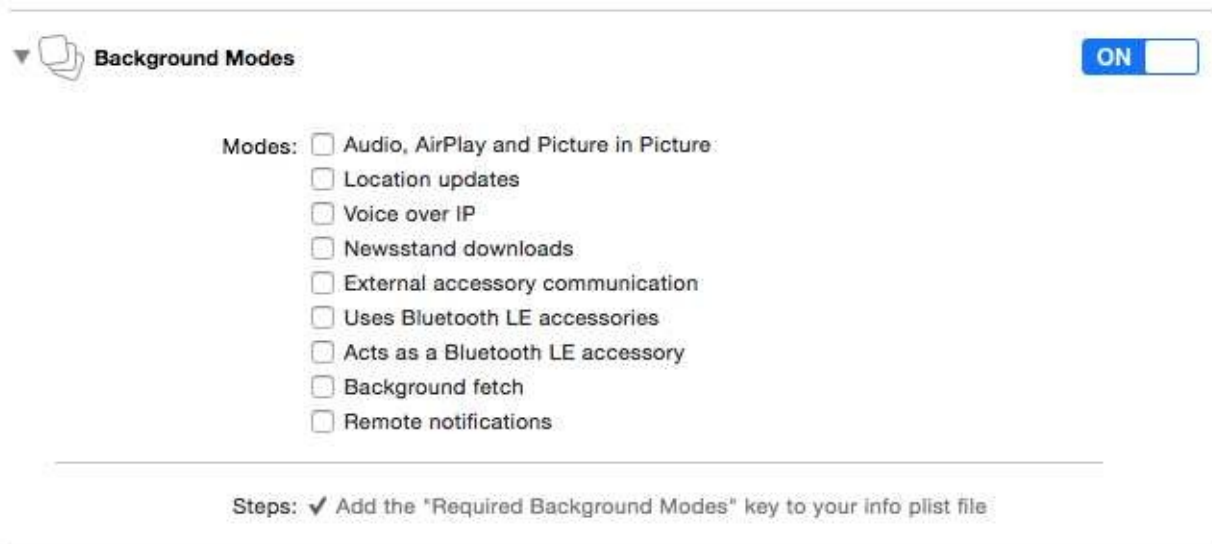 Background Modes
ON
Modes: Audio, AirPlay and Picture in Picture
Location updates
Voice over IP
Newsstand downloads
External accessory communication
Uses Bluetooth LE accessories
Acts as a Bluetooth LE accessory
Background fetch
Remote notifications
Steps: ✓ Add the "Required Background Modes" key to your info plist file